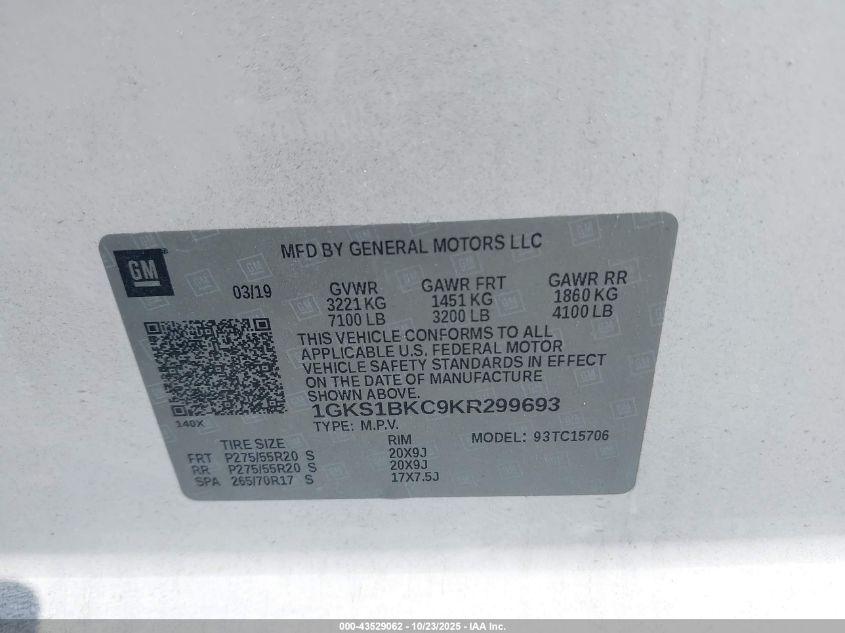 MFD BY GENERAL MOTORS LLC
GM
03/19
GVWR GAWR FRT GAWR RR
3221 KG 1451 KG 1860 KG
7100 LB 3200 LB 4100 LB
THIS VEHICLE CONFORMS TO ALL
APPLICABLE U.S. FEDERAL MOTOR
VEHICLE SAFETY STANDARDS IN EFFECT
ON THE DATE OF MANUFACTURE
SHOWN ABOVE.
1GKS1BKC9KR299693
140X
TYPE: M.P.V.
TIRE SIZE RIM MODEL: 93TC15706
FRT P275/55R20 S 20X9J
RR P275/55R20 S 20X9J
SPA 265/70R17 S 17X7.5J
000-43529062 - 10/23/2025 - IAA Inc.